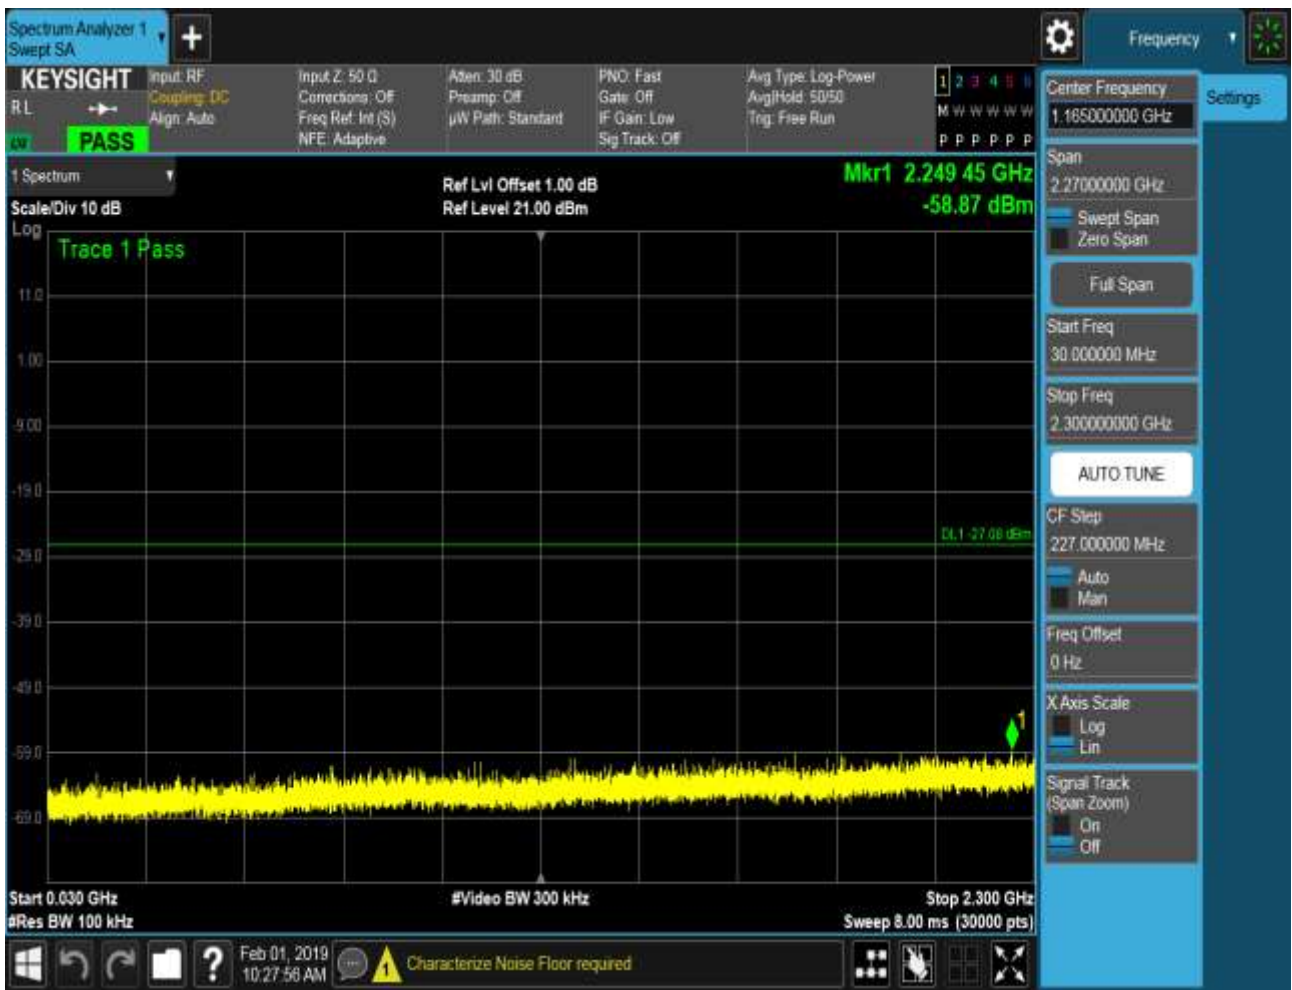 Spectrum Analyzer 1
Swept SA
Frequency
KEYSIGHT
R L
PASS
Input: RF
Coupling: DC
Align: Auto
Input Z: 50 Ω
Corrections: Off
Freq Ref: Int (S)
NFE: Adaptive
Atten: 30 dB
Preamp: Off
µW Path: Standard
PNO: Fast
Gate: Off
IF Gain: Low
Sig Track: Off
Avg Type: Log-Power
Avg|Hold: 50/50
Trig: Free Run
1 2 3 4 5 6
M W W W W W
P P P P P P
1 Spectrum
Scale/Div 10 dB
Log
Ref Lvl Offset 1.00 dB
Ref Level 21.00 dBm
Mkr1 2.249 45 GHz
-58.87 dBm
Trace 1 Pass
11.0
1.00
-9.00
-19.0
-29.0
-39.0
-49.0
-59.0
-69.0
DL1 -27.08 dBm
1
Start 0.030 GHz
#Res BW 100 kHz
#Video BW 300 kHz
Stop 2.300 GHz
Sweep 8.00 ms (30000 pts)
Center Frequency
1.165000000 GHz
Settings
Span
2.27000000 GHz
Swept Span
Zero Span
Full Span
Start Freq
30.000000 MHz
Stop Freq
2.300000000 GHz
AUTO TUNE
CF Step
227.000000 MHz
Auto
Man
Freq Offset
0 Hz
X Axis Scale
Log
Lin
Signal Track
(Span Zoom)
On
Off
?
Feb 01, 2019
10:27:56 AM
1
Characterize Noise Floor required